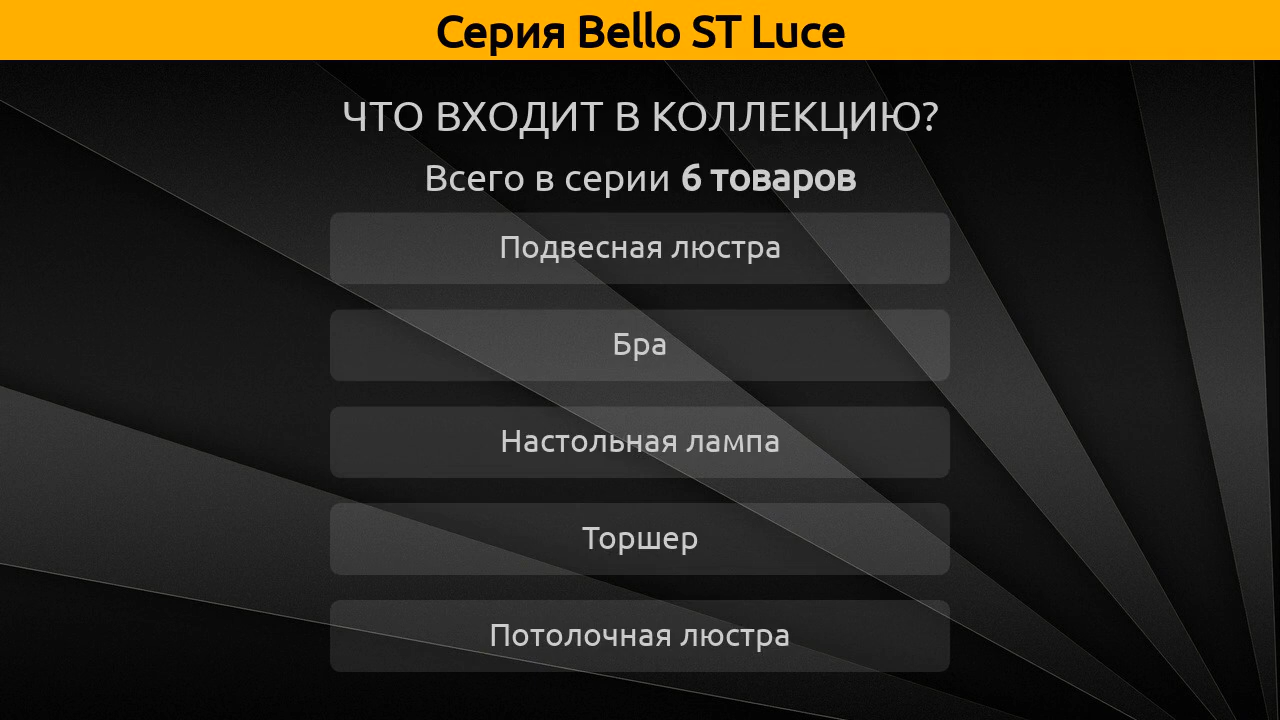 Серия Bello ST Luce
ЧТО ВХОДИТ В КОЛЛЕКЦИЮ?
Всего в серии 6 товаров
Подвесная люстра
Бра
Настольная лампа
Торшер
Потолочная люстра